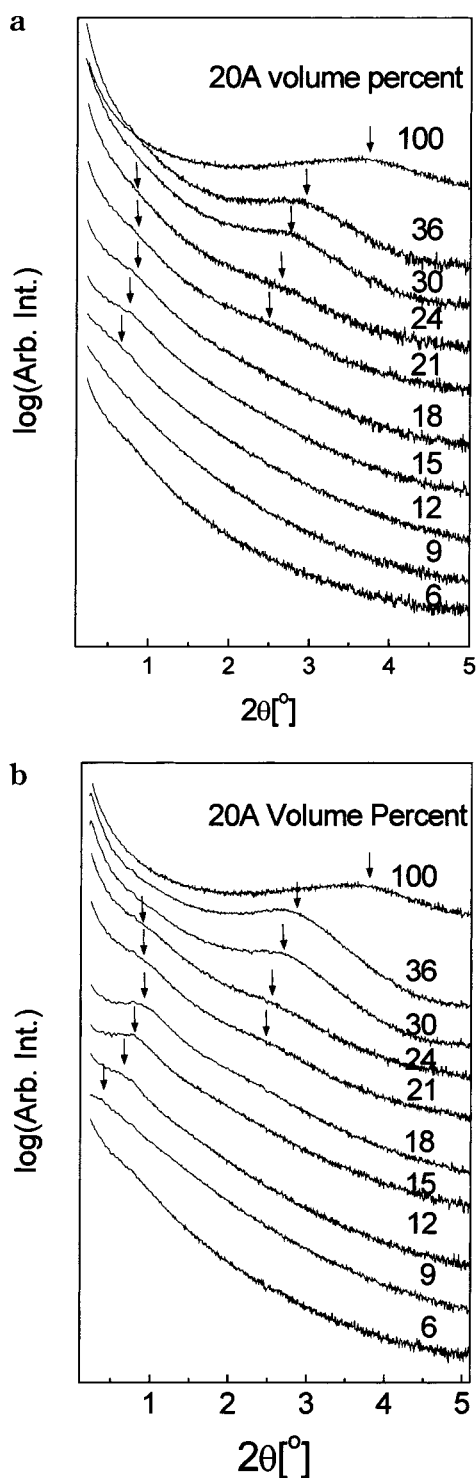 a
20A volume percent
100
36
30
24
21
18
15
12
9
6
log(Arb. Int.)
1 2 3 4 5
2θ[°]
b
20A Volume Percent
100
36
30
24
21
18
15
12
9
6
log(Arb. Int.)
1 2 3 4 5
2θ[°]